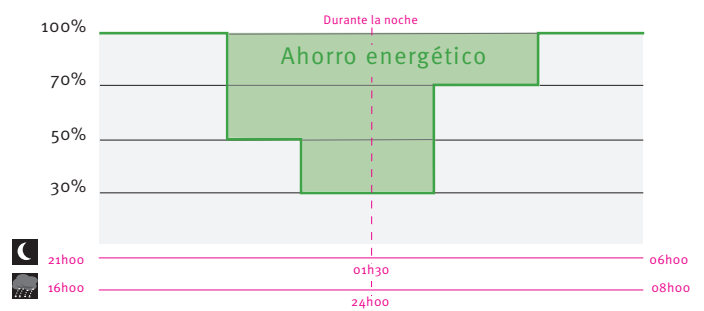 Durante la noche
100%
Ahorro energético
70%
50%
30%
21h00
06h00
01h30
16h00
08h00
24h00